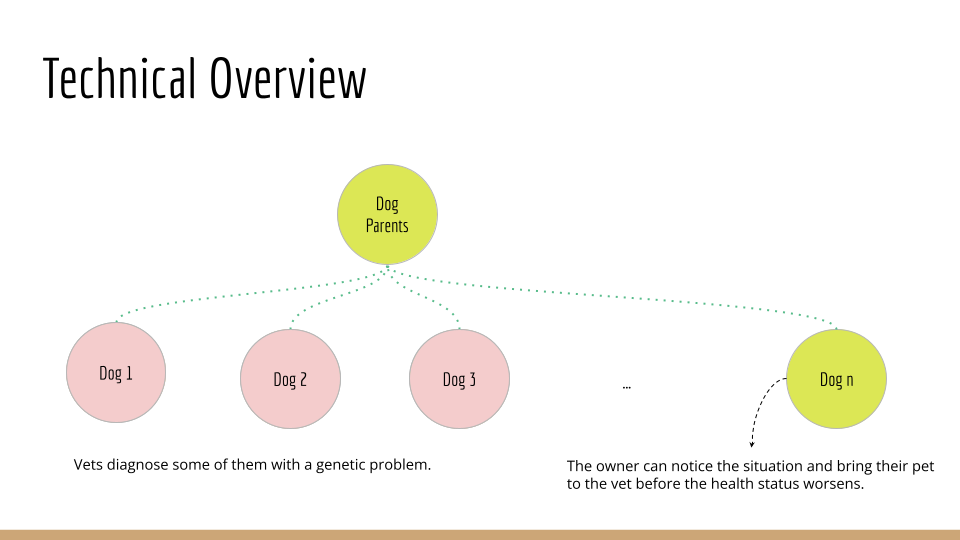 Technical Overview
Dog
Parents
Dog 1
Dog 2
Dog 3
...
Dog n
Vets diagnose some of them with a genetic problem.
The owner can notice the situation and bring their pet
to the vet before the health status worsens.